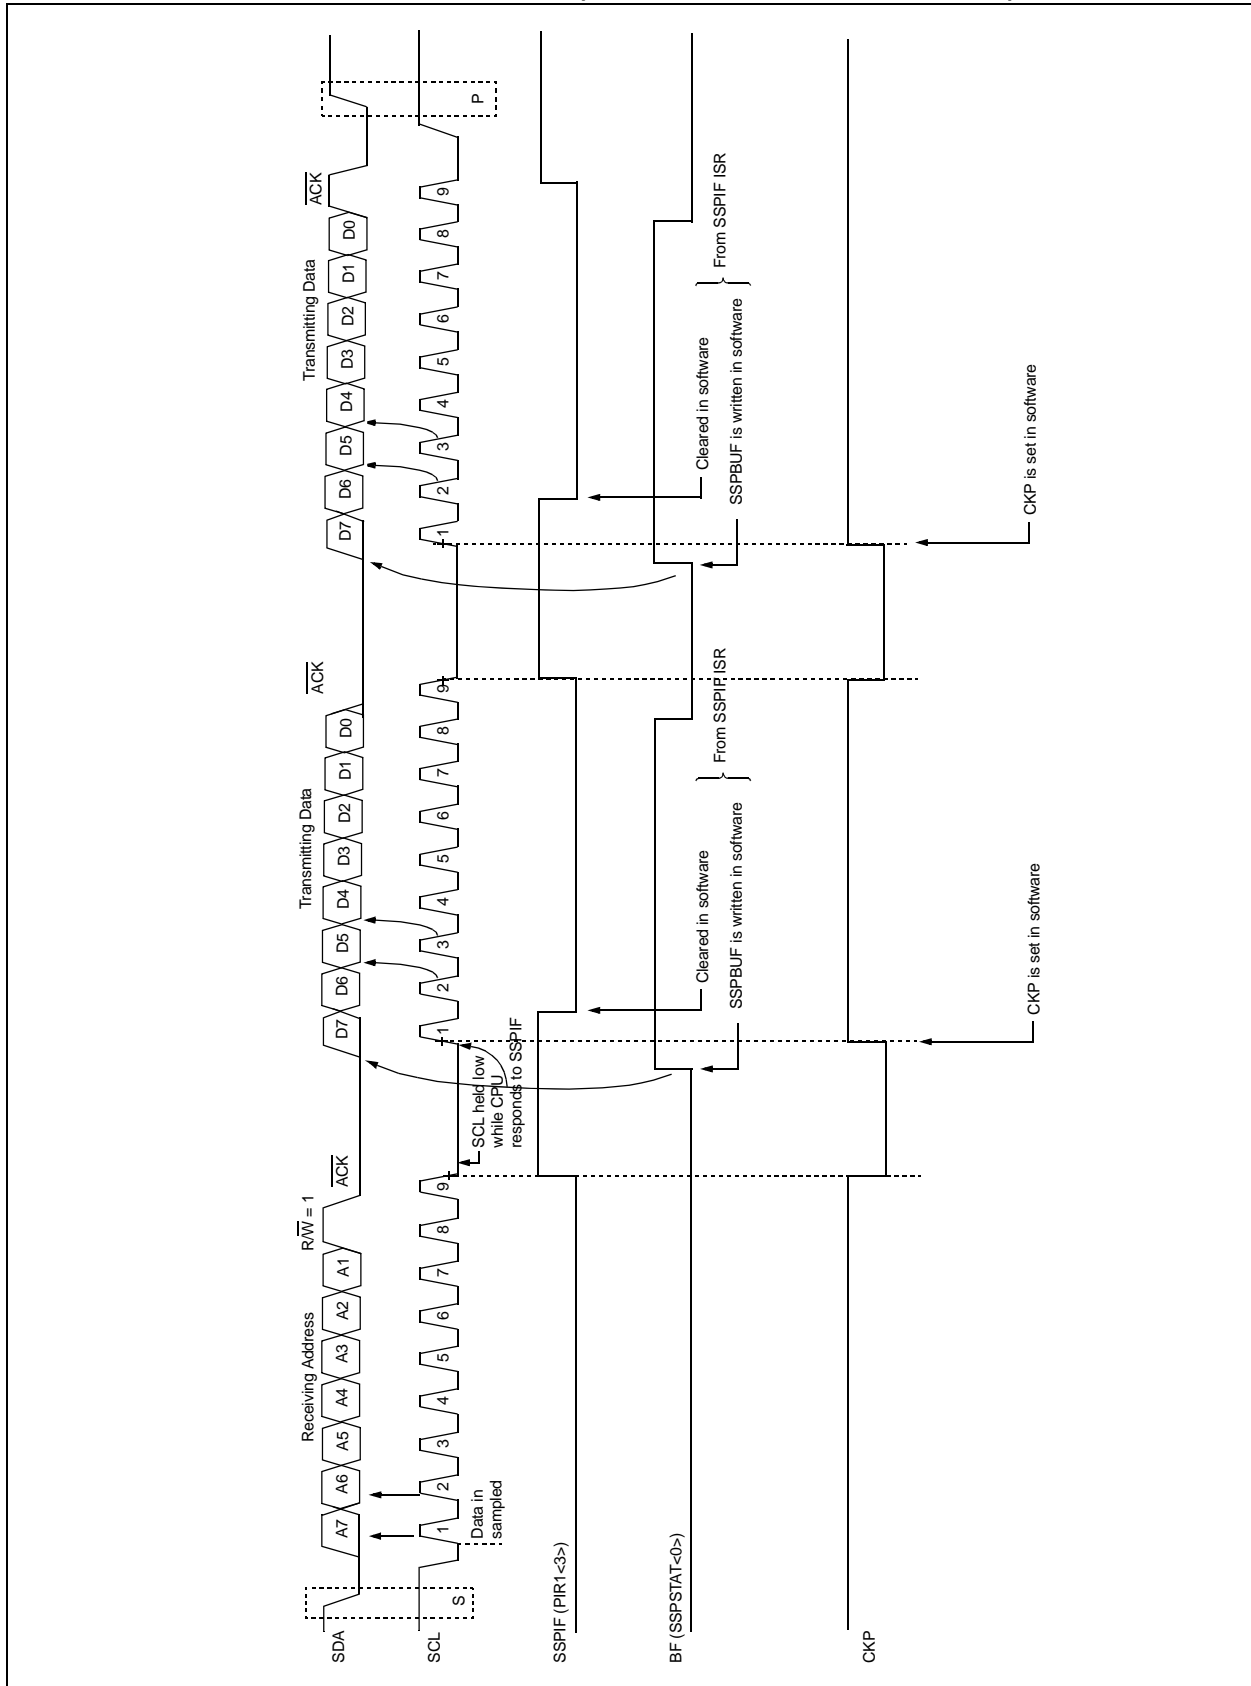 Receiving Address
R/W = 1
ACK
Transmitting Data
ACK
Transmitting Data
ACK
SDA
A7
A6
A5
A4
A3
A2
A1
D7
D6
D5
D4
D3
D2
D1
D0
D7
D6
D5
D4
D3
D2
D1
D0
SCL
S
1
2
3
4
5
6
7
8
9
1
2
3
4
5
6
7
8
9
1
2
3
4
5
6
7
8
9
P
Data in
sampled
SCL held low
while CPU
responds to SSPIF
SSPIF (PIR1<3>)
BF (SSPSTAT<0>)
Cleared in software
SSPBUF is written in software
From SSPIF ISR
Cleared in software
SSPBUF is written in software
From SSPIF ISR
CKP
CKP is set in software
CKP is set in software